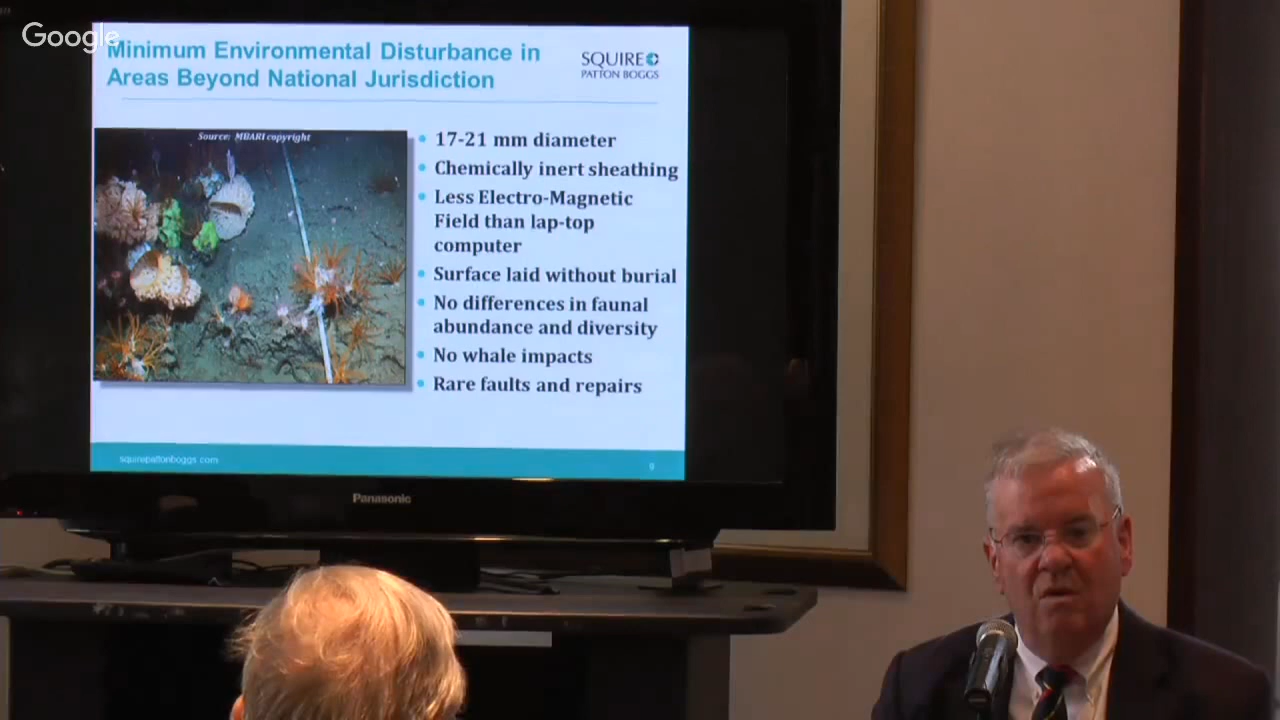 Google
Minimum Environmental Disturbance in
Areas Beyond National Jurisdiction
SQUIRE
PATTON BOGGS
Source: MBARI copyright
• 17-21 mm diameter
• Chemically inert sheathing
• Less Electro-Magnetic
Field than lap-top
computer
• Surface laid without burial
• No differences in faunal
abundance and diversity
• No whale impacts
• Rare faults and repairs
squirepattonboggs.com
9
Panasonic